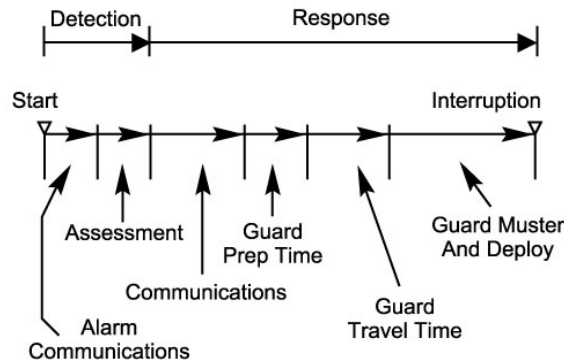 Detection
Response
Start
Interruption
Assessment
Guard
Prep Time
Guard Muster
And Deploy
Communications
Alarm
Communications
Guard
Travel Time